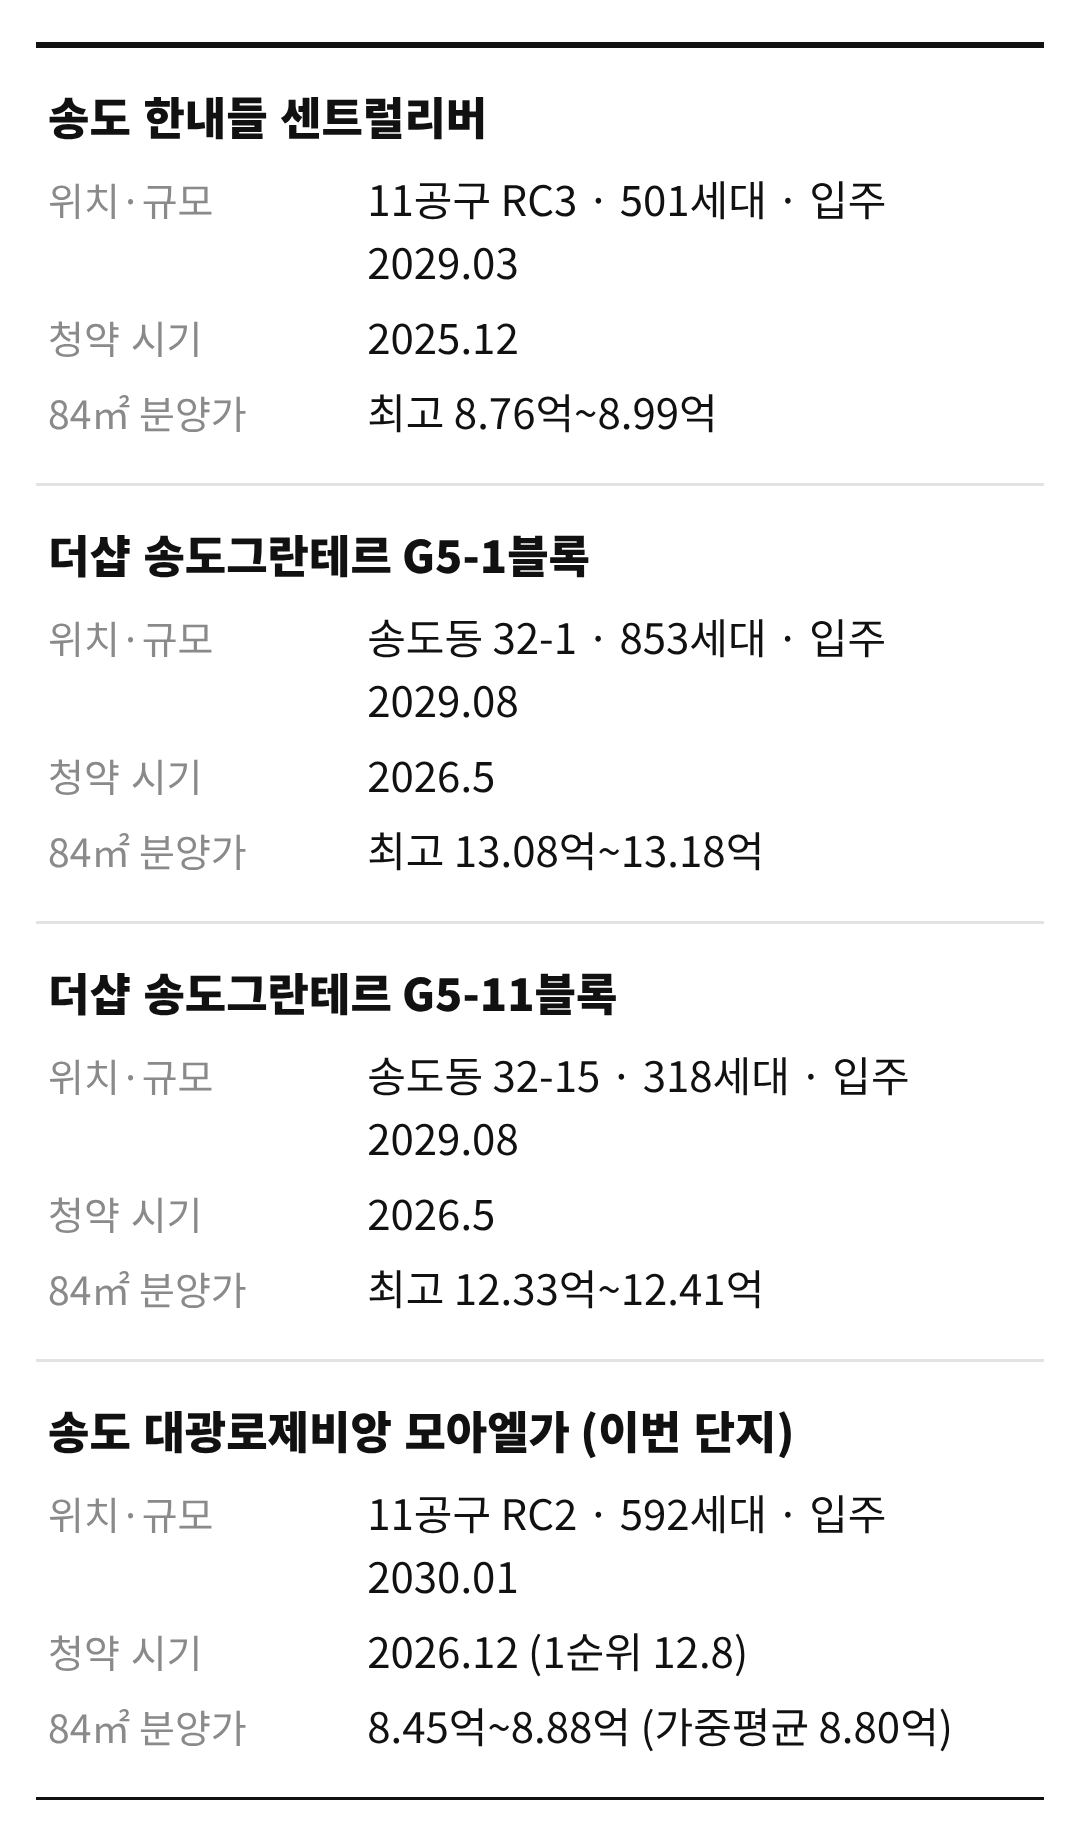 송도 한내들 센트럴리버
위치·규모 11공구 RC3 · 501세대 · 입주
2029.03
청약 시기 2025.12
84㎡ 분양가 최고 8.76억~8.99억
더샵 송도그란테르 G5-1블록
위치·규모 송도동 32-1 · 853세대 · 입주
2029.08
청약 시기 2026.5
84㎡ 분양가 최고 13.08억~13.18억
더샵 송도그란테르 G5-11블록
위치·규모 송도동 32-15 · 318세대 · 입주
2029.08
청약 시기 2026.5
84㎡ 분양가 최고 12.33억~12.41억
송도 대광로제비앙 모아엘가 (이번 단지)
위치·규모 11공구 RC2 · 592세대 · 입주
2030.01
청약 시기 2026.12 (1순위 12.8)
84㎡ 분양가 8.45억~8.88억 (가중평균 8.80억)